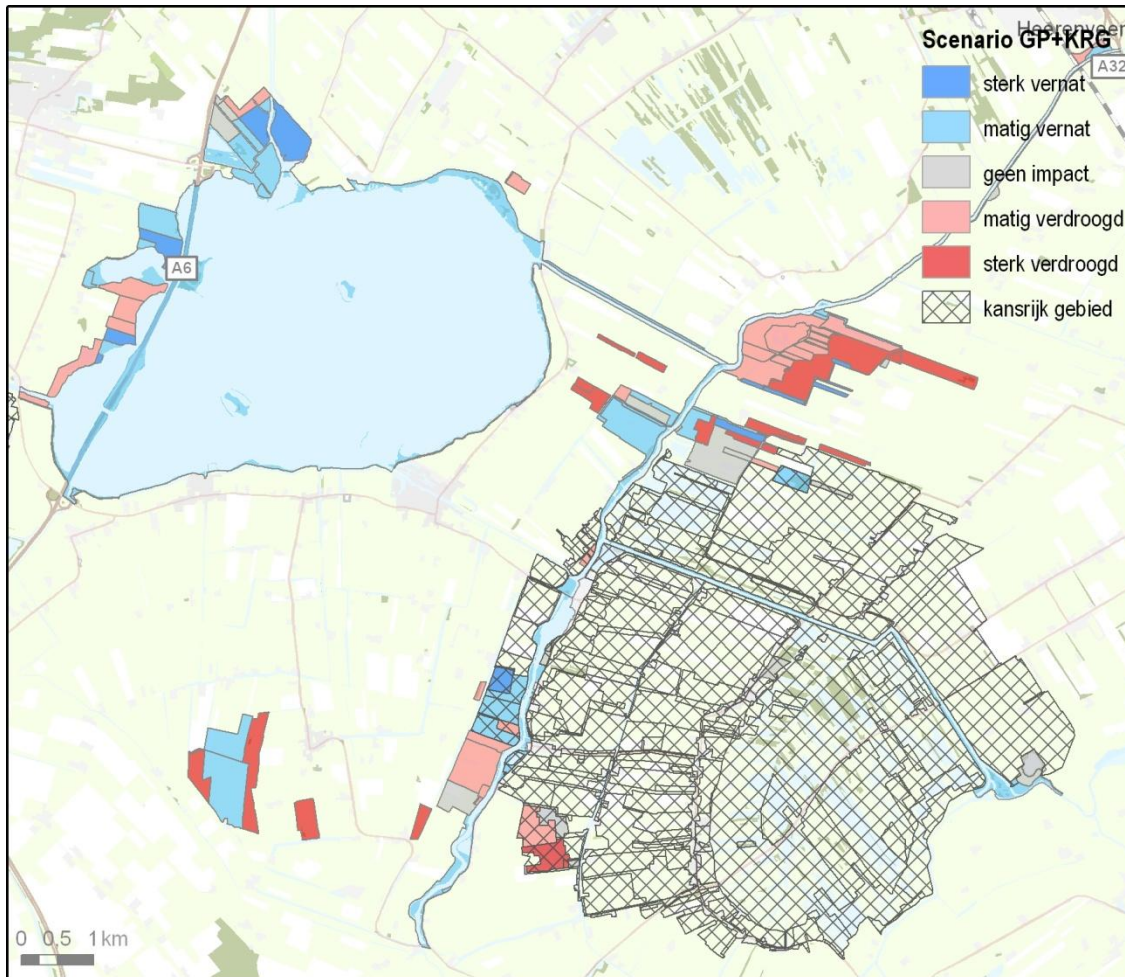 Heerenveen
Scenario GP+KRG
A32
sterk vernat
matig vernat
geen impact
matig verdroogd
sterk verdroogd
kansrijk gebied
A6
0 0.5 1 km